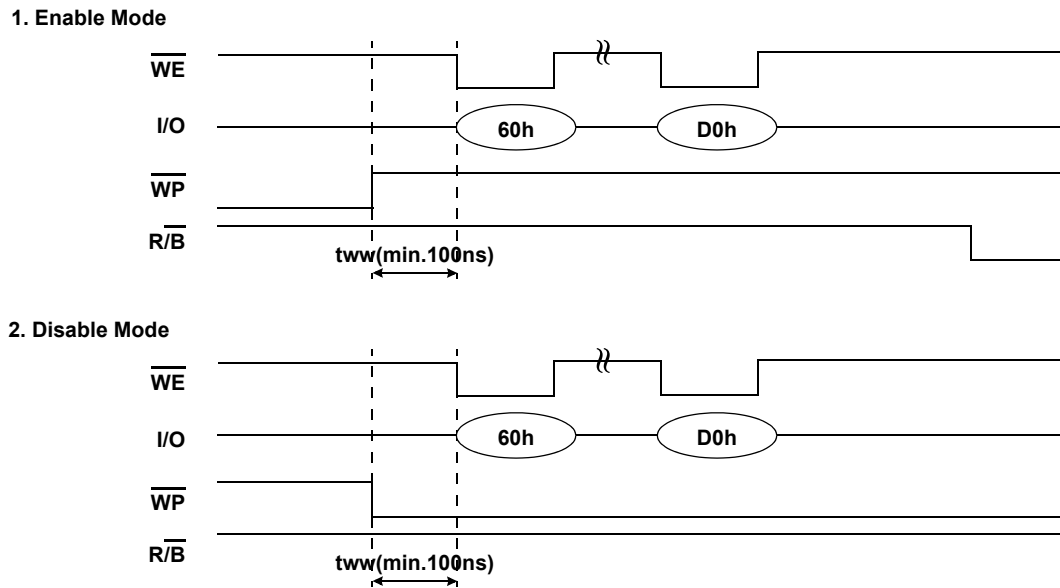 1. Enable Mode
WE
I/O
60h
D0h
WP
R/B
tww(min.100ns)
2. Disable Mode
WE
I/O
60h
D0h
WP
R/B
tww(min.100ns)